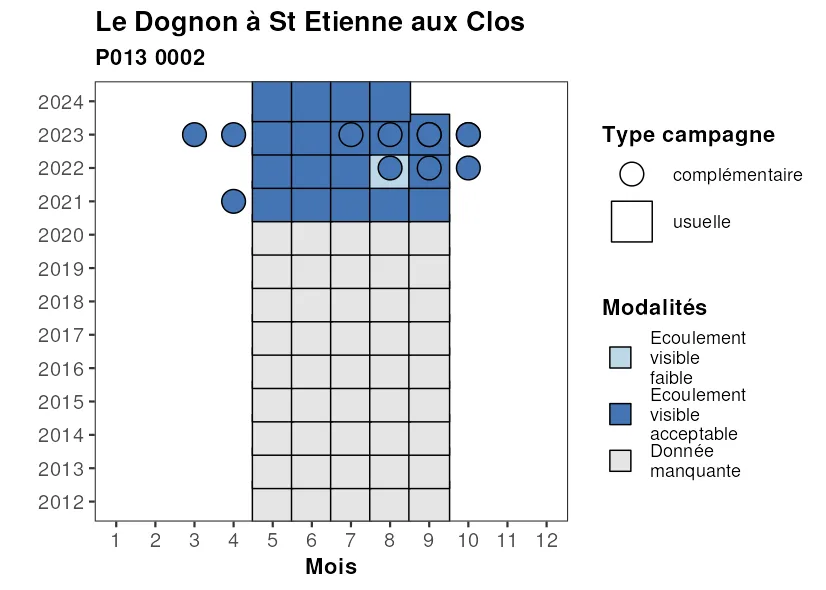 Le Dognon à St Etienne aux Clos
P013 0002
2024
2023
2022
2021
2020
2019
2018
2017
2016
2015
2014
2013
2012
1 2 3 4 5 6 7 8 9 10 11 12
Mois
Type campagne
complémentaire
usuelle
Modalités
Ecoulement
visible
faible
Ecoulement
visible
acceptable
Donnée
manquante